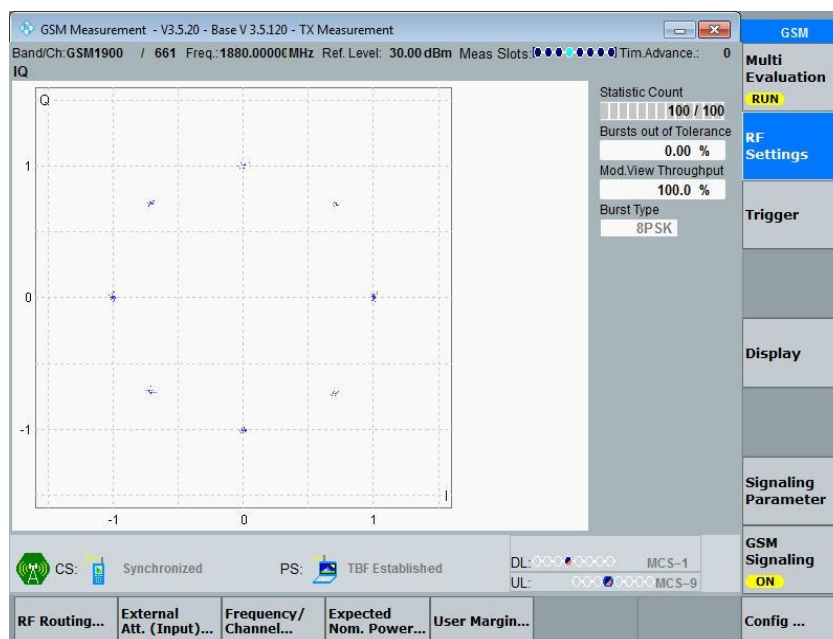 GSM Measurement - V3.5.20 - Base V 3.5.120 - TX Measurement
GSM
Band/Ch:GSM1900 / 661 Freq.:1880.0000(MHz Ref. Level: 30.00 dBm Meas Slots: Tim.Advance.: 0
IQ
Multi
Evaluation
RUN
Q
1
0
-1
-1 0 1
I
Statistic Count
100 / 100
Bursts out of Tolerance
0.00 %
Mod.View Throughput
100.0 %
Burst Type
8PSK
RF
Settings
Trigger
Display
Signaling
Parameter
GSM
Signaling
ON
CS: Synchronized PS: TBF Established
DL: MCS-1
UL: MCS-9
RF Routing...
External
Att. (Input)...
Frequency/
Channel...
Expected
Nom. Power...
User Margin...
Config ...